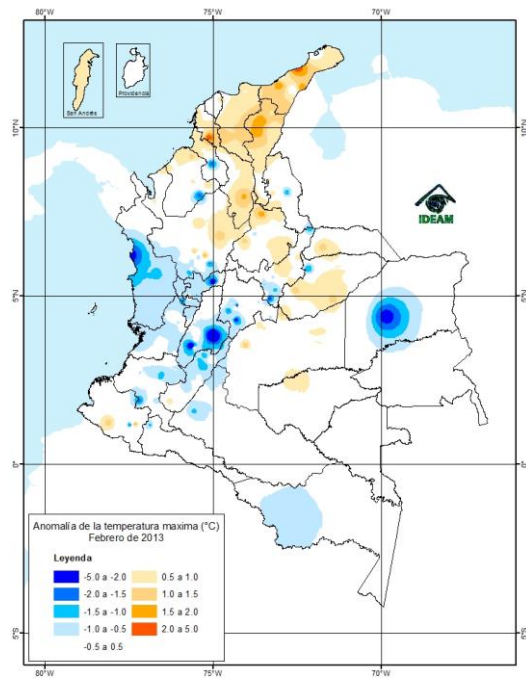 80°W 75°W 70°W
San Andrés
Providencia
10°N 10°N
IDEAM
5°N 5°N
0° 0°
Anomalía de la temperatura maxima (°C)
Febrero de 2013
Leyenda
-5.0 a -2.0 0.5 a 1.0
-2.0 a -1.5 1.0 a 1.5
-1.5 a -1.0 1.5 a 2.0
-1.0 a -0.5 2.0 a 5.0
-0.5 a 0.5
5°S 5°S
80°W 75°W 70°W